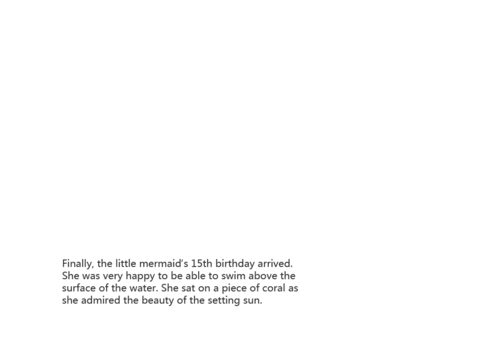 Finally, the little mermaid's 15th birthday arrived.
She was very happy to be able to swim above the
surface of the water. She sat on a piece of coral as
she admired the beauty of the setting sun.